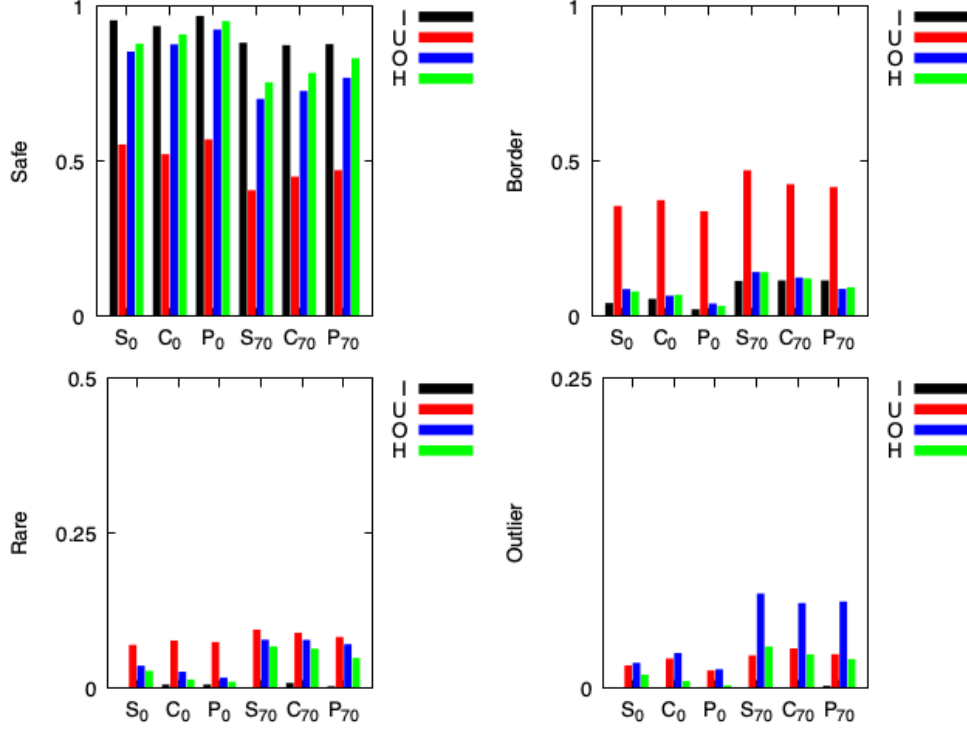 1
0.5
0
Safe
S0 C0 P0 S70 C70 P70
I
U
O
H
1
0.5
0
Border
S0 C0 P0 S70 C70 P70
I
U
O
H
0.5
0.25
0
Rare
S0 C0 P0 S70 C70 P70
I
U
O
H
0.25
0
Outlier
S0 C0 P0 S70 C70 P70
I
U
O
H